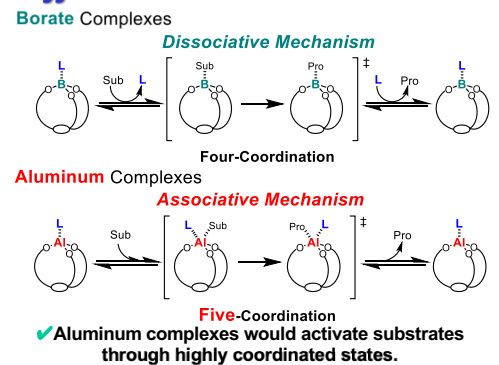 Borate Complexes
Dissociative Mechanism
L Sub L Sub Pro ‡ L Pro L
B O O O B O O O B O O O B O O O
Four-Coordination
Aluminum Complexes
Associative Mechanism
L Sub L Sub Pro L ‡ Pro L
Al O O O Al O O O Al O O O Al O O O
Five-Coordination
✔Aluminum complexes would activate substrates
through highly coordinated states.